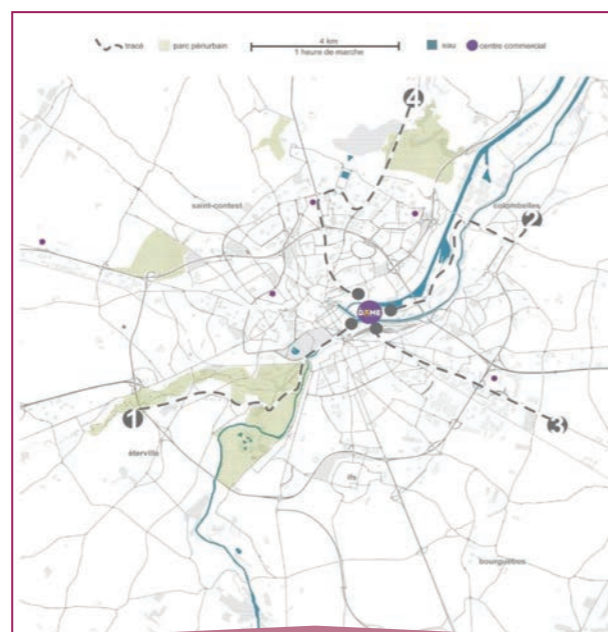 tracé
parc périurbain
4 km
1 heure de marche
eau
centre commercial
4
saint-contest
colombelles
2
DÔME
1
3
éterville
ifs
bourguébus